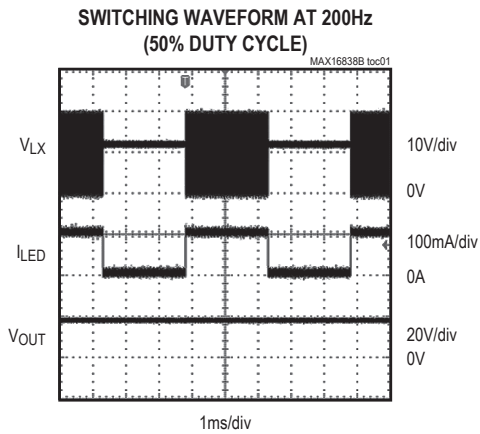 SWITCHING WAVEFORM AT 200Hz
(50% DUTY CYCLE)
MAX16838B toc01
T
VLX
10V/div
0V
ILED
100mA/div
0A
VOUT
20V/div
0V
1ms/div